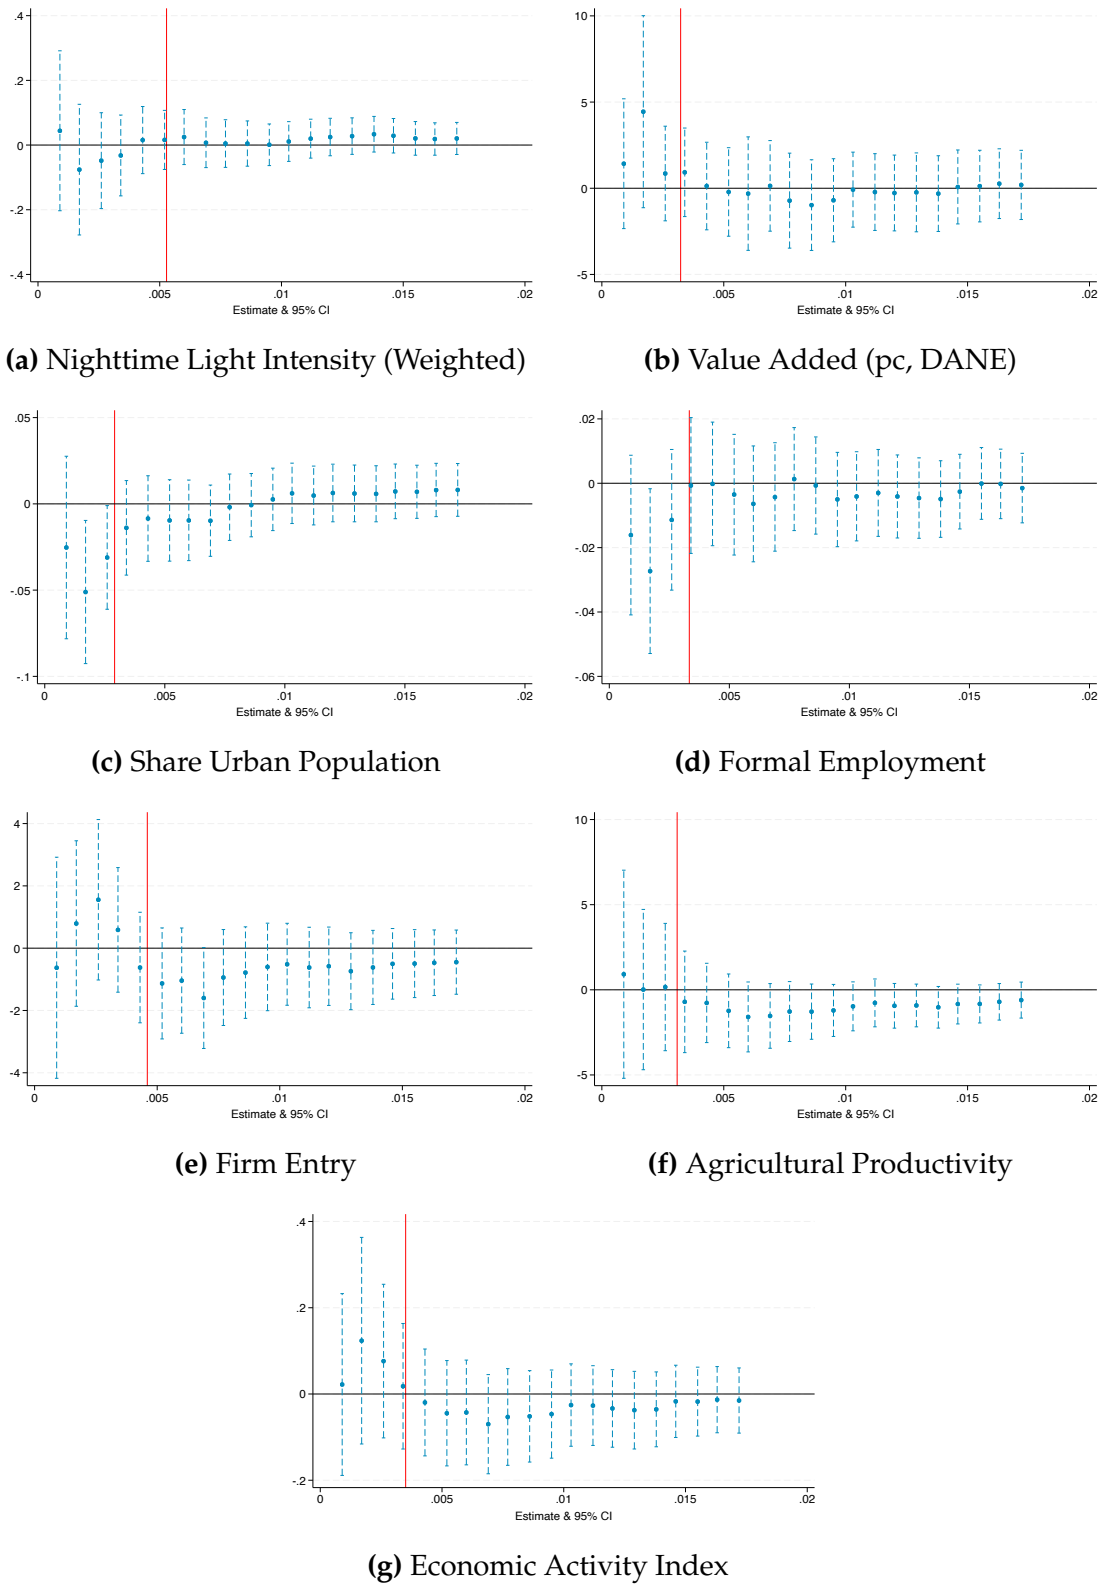 .4
.2
0
-.2
-.4
0 .005 .01 .015 .02
Estimate & 95% CI
(a) Nighttime Light Intensity (Weighted)
10
5
0
-5
0 .005 .01 .015 .02
Estimate & 95% CI
(b) Value Added (pc, DANE)
.05
0
-.05
-.1
0 .005 .01 .015 .02
Estimate & 95% CI
(c) Share Urban Population
.02
0
-.02
-.04
-.06
0 .005 .01 .015 .02
Estimate & 95% CI
(d) Formal Employment
4
2
0
-2
-4
0 .005 .01 .015 .02
Estimate & 95% CI
(e) Firm Entry
10
5
0
-5
0 .005 .01 .015 .02
Estimate & 95% CI
(f) Agricultural Productivity
.4
.2
0
-.2
0 .005 .01 .015 .02
Estimate & 95% CI
(g) Economic Activity Index